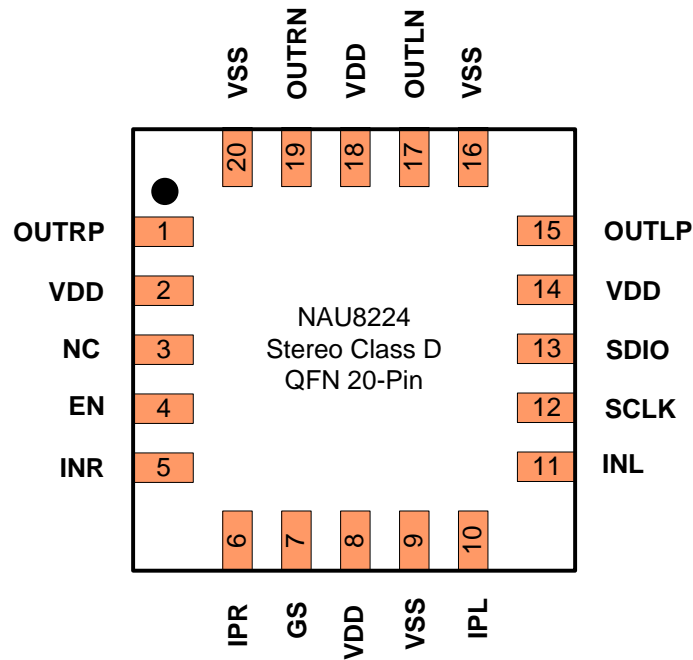 VSS OUTRN VDD OUTLN VSS
20 19 18 17 16
OUTRP 1 15 OUTLP
VDD 2 14 VDD
NC 3 13 SDIO
EN 4 12 SCLK
INR 5 11 INL
NAU8224
Stereo Class D
QFN 20-Pin
6 7 8 9 10
IPR GS VDD VSS IPL